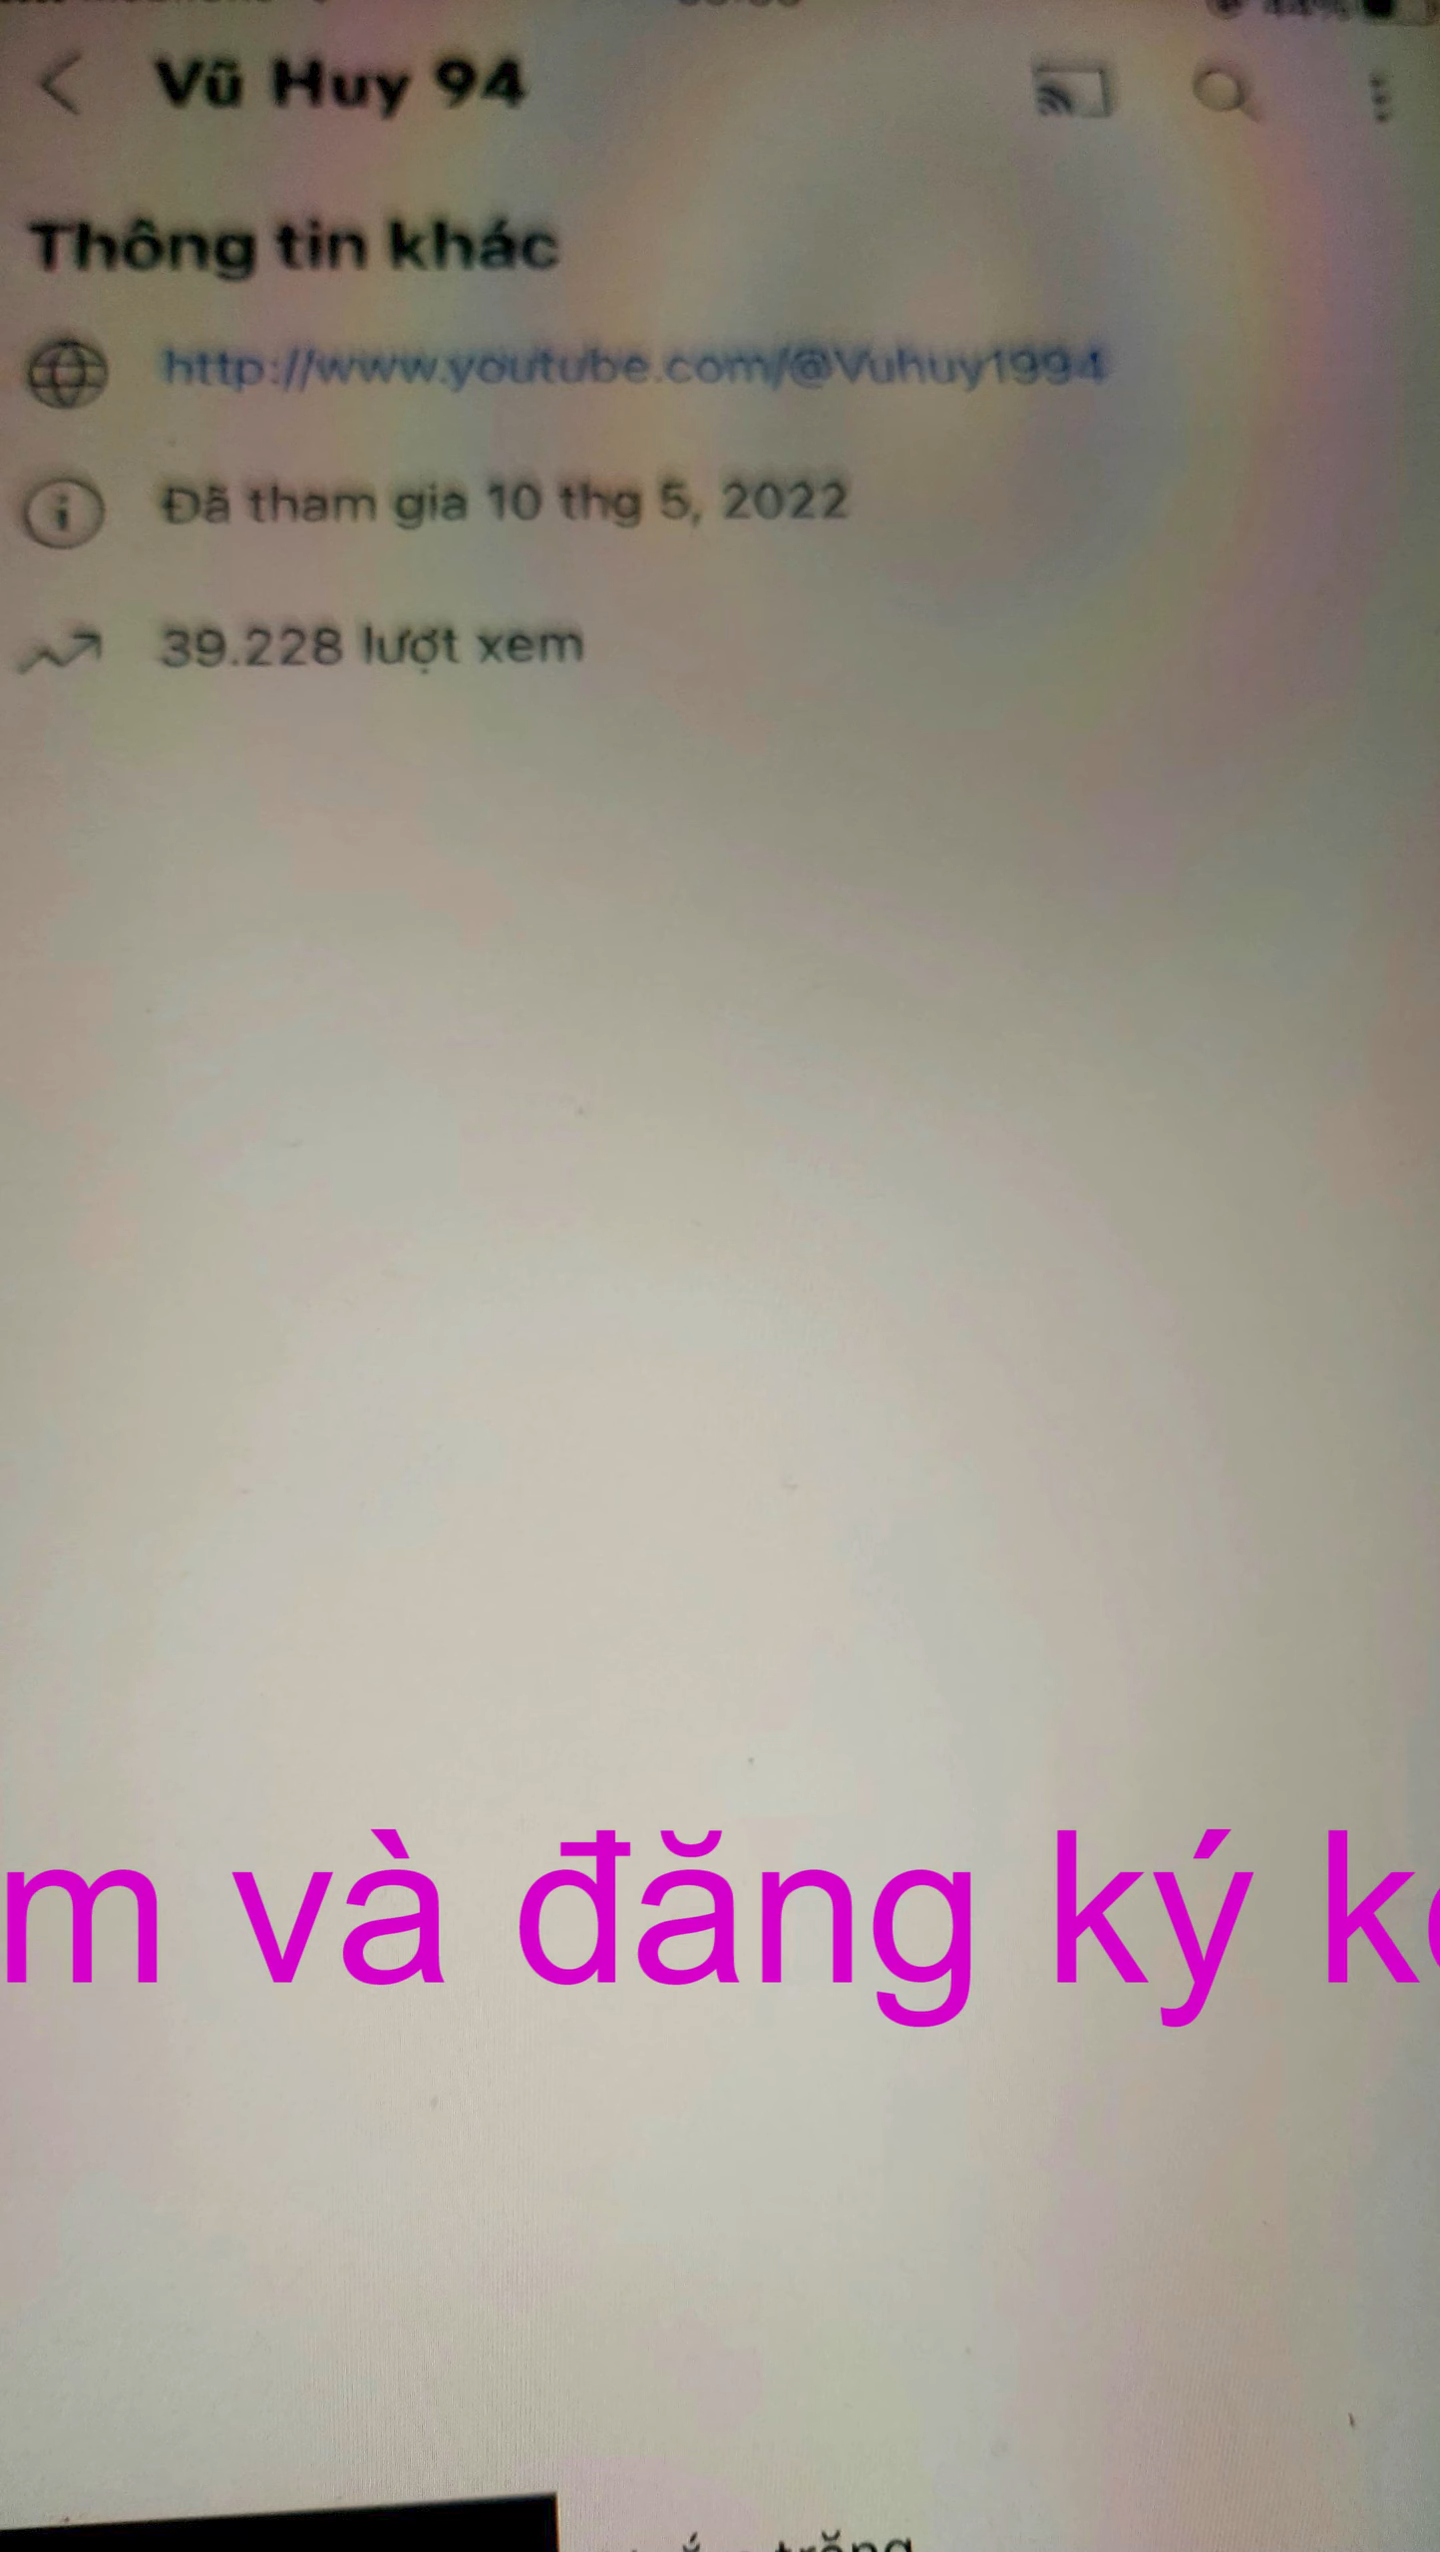 Vũ Huy 94
Thông tin khác
http://www.youtube.com/@Vuhuy1994
Đã tham gia 10 thg 5, 2022
39.228 lượt xem
m và đăng ký k
trắng